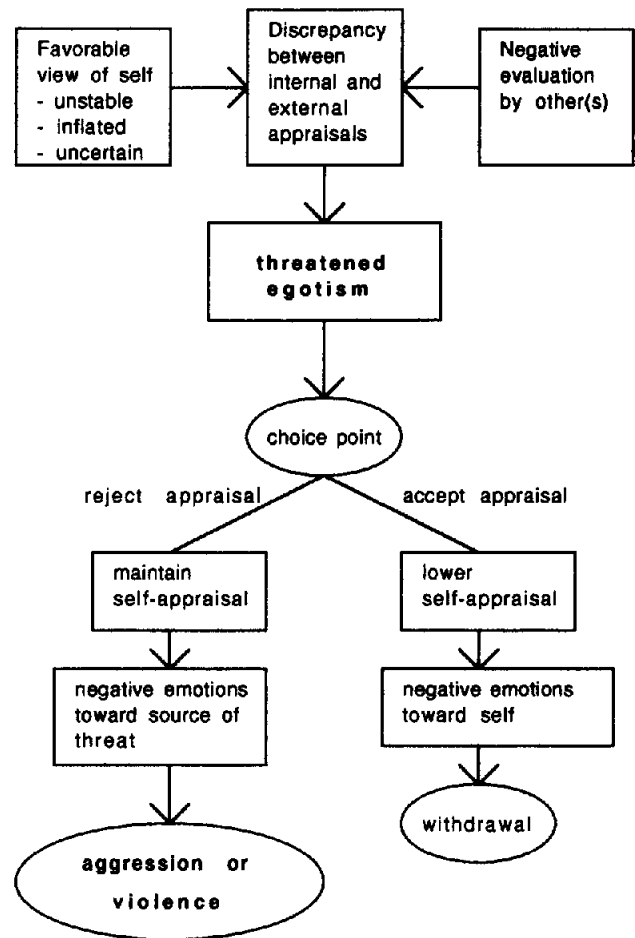 Favorable
view of self
- unstable
- inflated
- uncertain
Discrepancy
between
internal and
external
appraisals
Negative
evaluation
by other(s)
threatened
egotism
choice point
reject appraisal
accept appraisal
maintain
self-appraisal
lower
self-appraisal
negative emotions
toward source of
threat
negative emotions
toward self
aggression or
violence
withdrawal